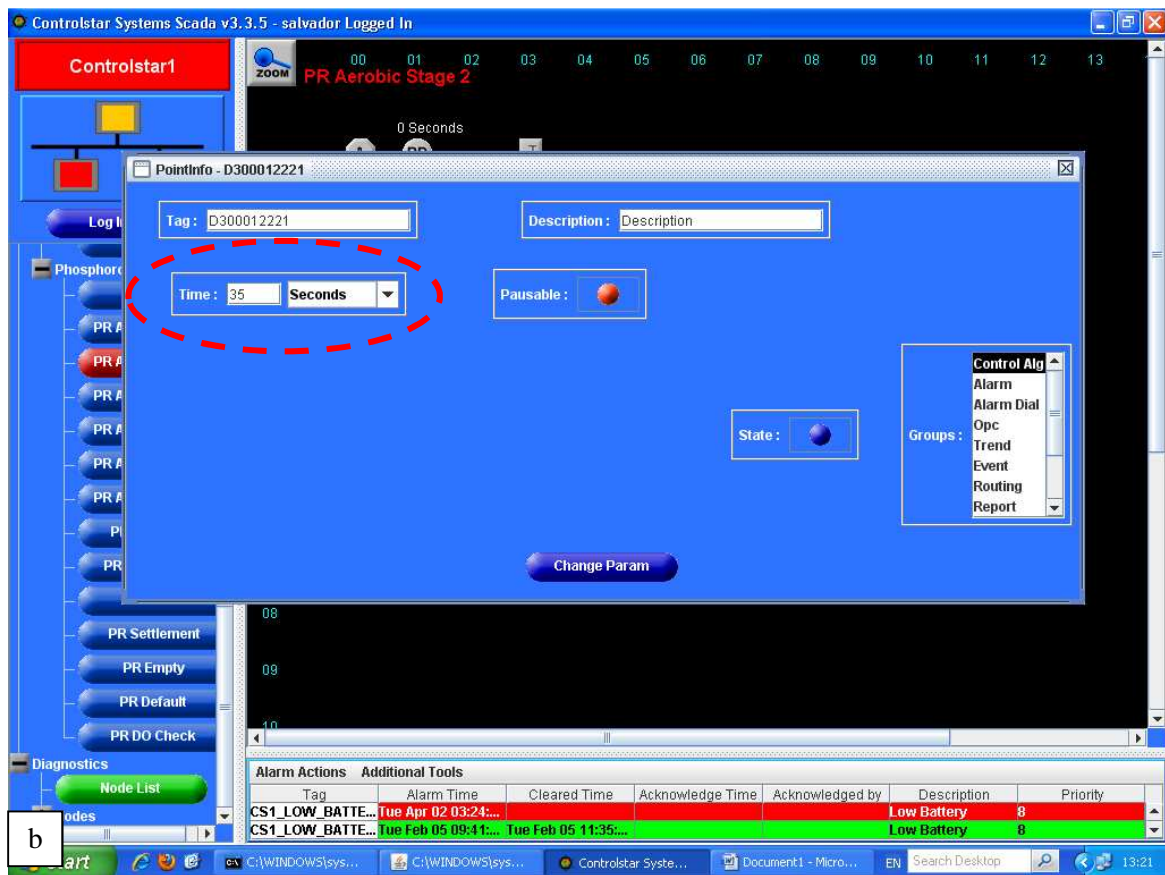 Controlstar Systems Scada v3.3.5 - salvador Logged In
Controlstar1
ZOOM
00 01 02 03 04 05 06 07 08 09 10 11 12 13
PR Aerobic Stage 2
0 Seconds
PointInfo - D300012221
Log I
Tag : D300012221
Description : Description
Time : 35 Seconds
Pausable :
State :
Groups :
Control Alg
Alarm
Alarm Dial
Opc
Trend
Event
Routing
Report
Change Param
Phosphor
PR A
PR A
PR A
PR A
PR A
PR A
P
PR
PR Settlement
PR Empty
PR Default
PR DO Check
Diagnostics
Node List
odes
08
09
10
Alarm Actions Additional Tools
Tag Alarm Time Cleared Time Acknowledge Time Acknowledged by Description Priority
CS1_LOW_BATTE... Tue Apr 02 03:24:... Low Battery 8
CS1_LOW_BATTE... Tue Feb 05 09:41:... Tue Feb 05 11:35:... Low Battery 8
b
art
C:\WINDOWS\sys... C:\WINDOWS\sys... Controlstar Syste... Document1 - Micro... EN Search Desktop 13:21